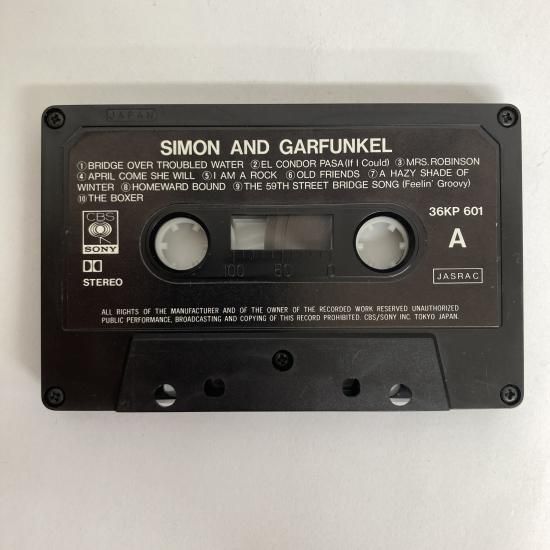 JAPAN
SIMON AND GARFUNKEL
①BRIDGE OVER TROUBLED WATER ②EL CONDOR PASA(If I Could) ③MRS. ROBINSON
④APRIL COME SHE WILL ⑤I AM A ROCK ⑥OLD FRIENDS ⑦A HAZY SHADE OF
WINTER ⑧HOMEWARD BOUND ⑨THE 59TH STREET BRIDGE SONG (Feelin' Groovy)
⑩THE BOXER
CBS
SONY
STEREO
36KP 601
A
JASRAC
100 50 0
ALL RIGHTS OF THE MANUFACTURER AND OF THE OWNER OF THE RECORDED WORK RESERVED UNAUTHORIZED
PUBLIC PERFORMANCE, BROADCASTING AND COPYING OF THIS RECORD PROHIBITED. CBS/SONY INC. TOKYO JAPAN.